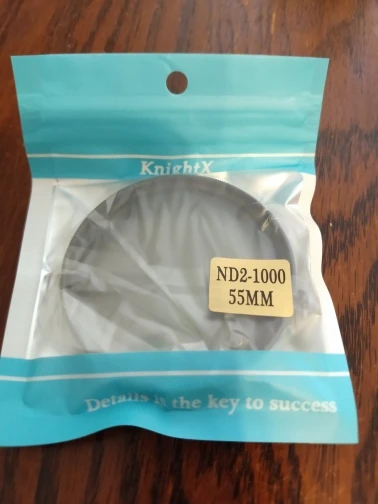 KnightX
ND2-1000
55MM
Details is the key to success